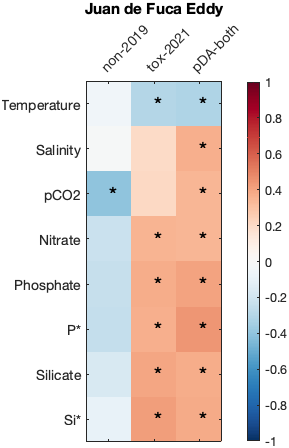 Juan de Fuca Eddy
non-2019
tox-2021
pDA-both
Temperature
*
*
Salinity
*
pCO2
*
*
Nitrate
*
*
Phosphate
*
*
P*
*
*
Silicate
*
*
Si*
*
*
1
0.8
0.6
0.4
0.2
0
-0.2
-0.4
-0.6
-0.8
-1